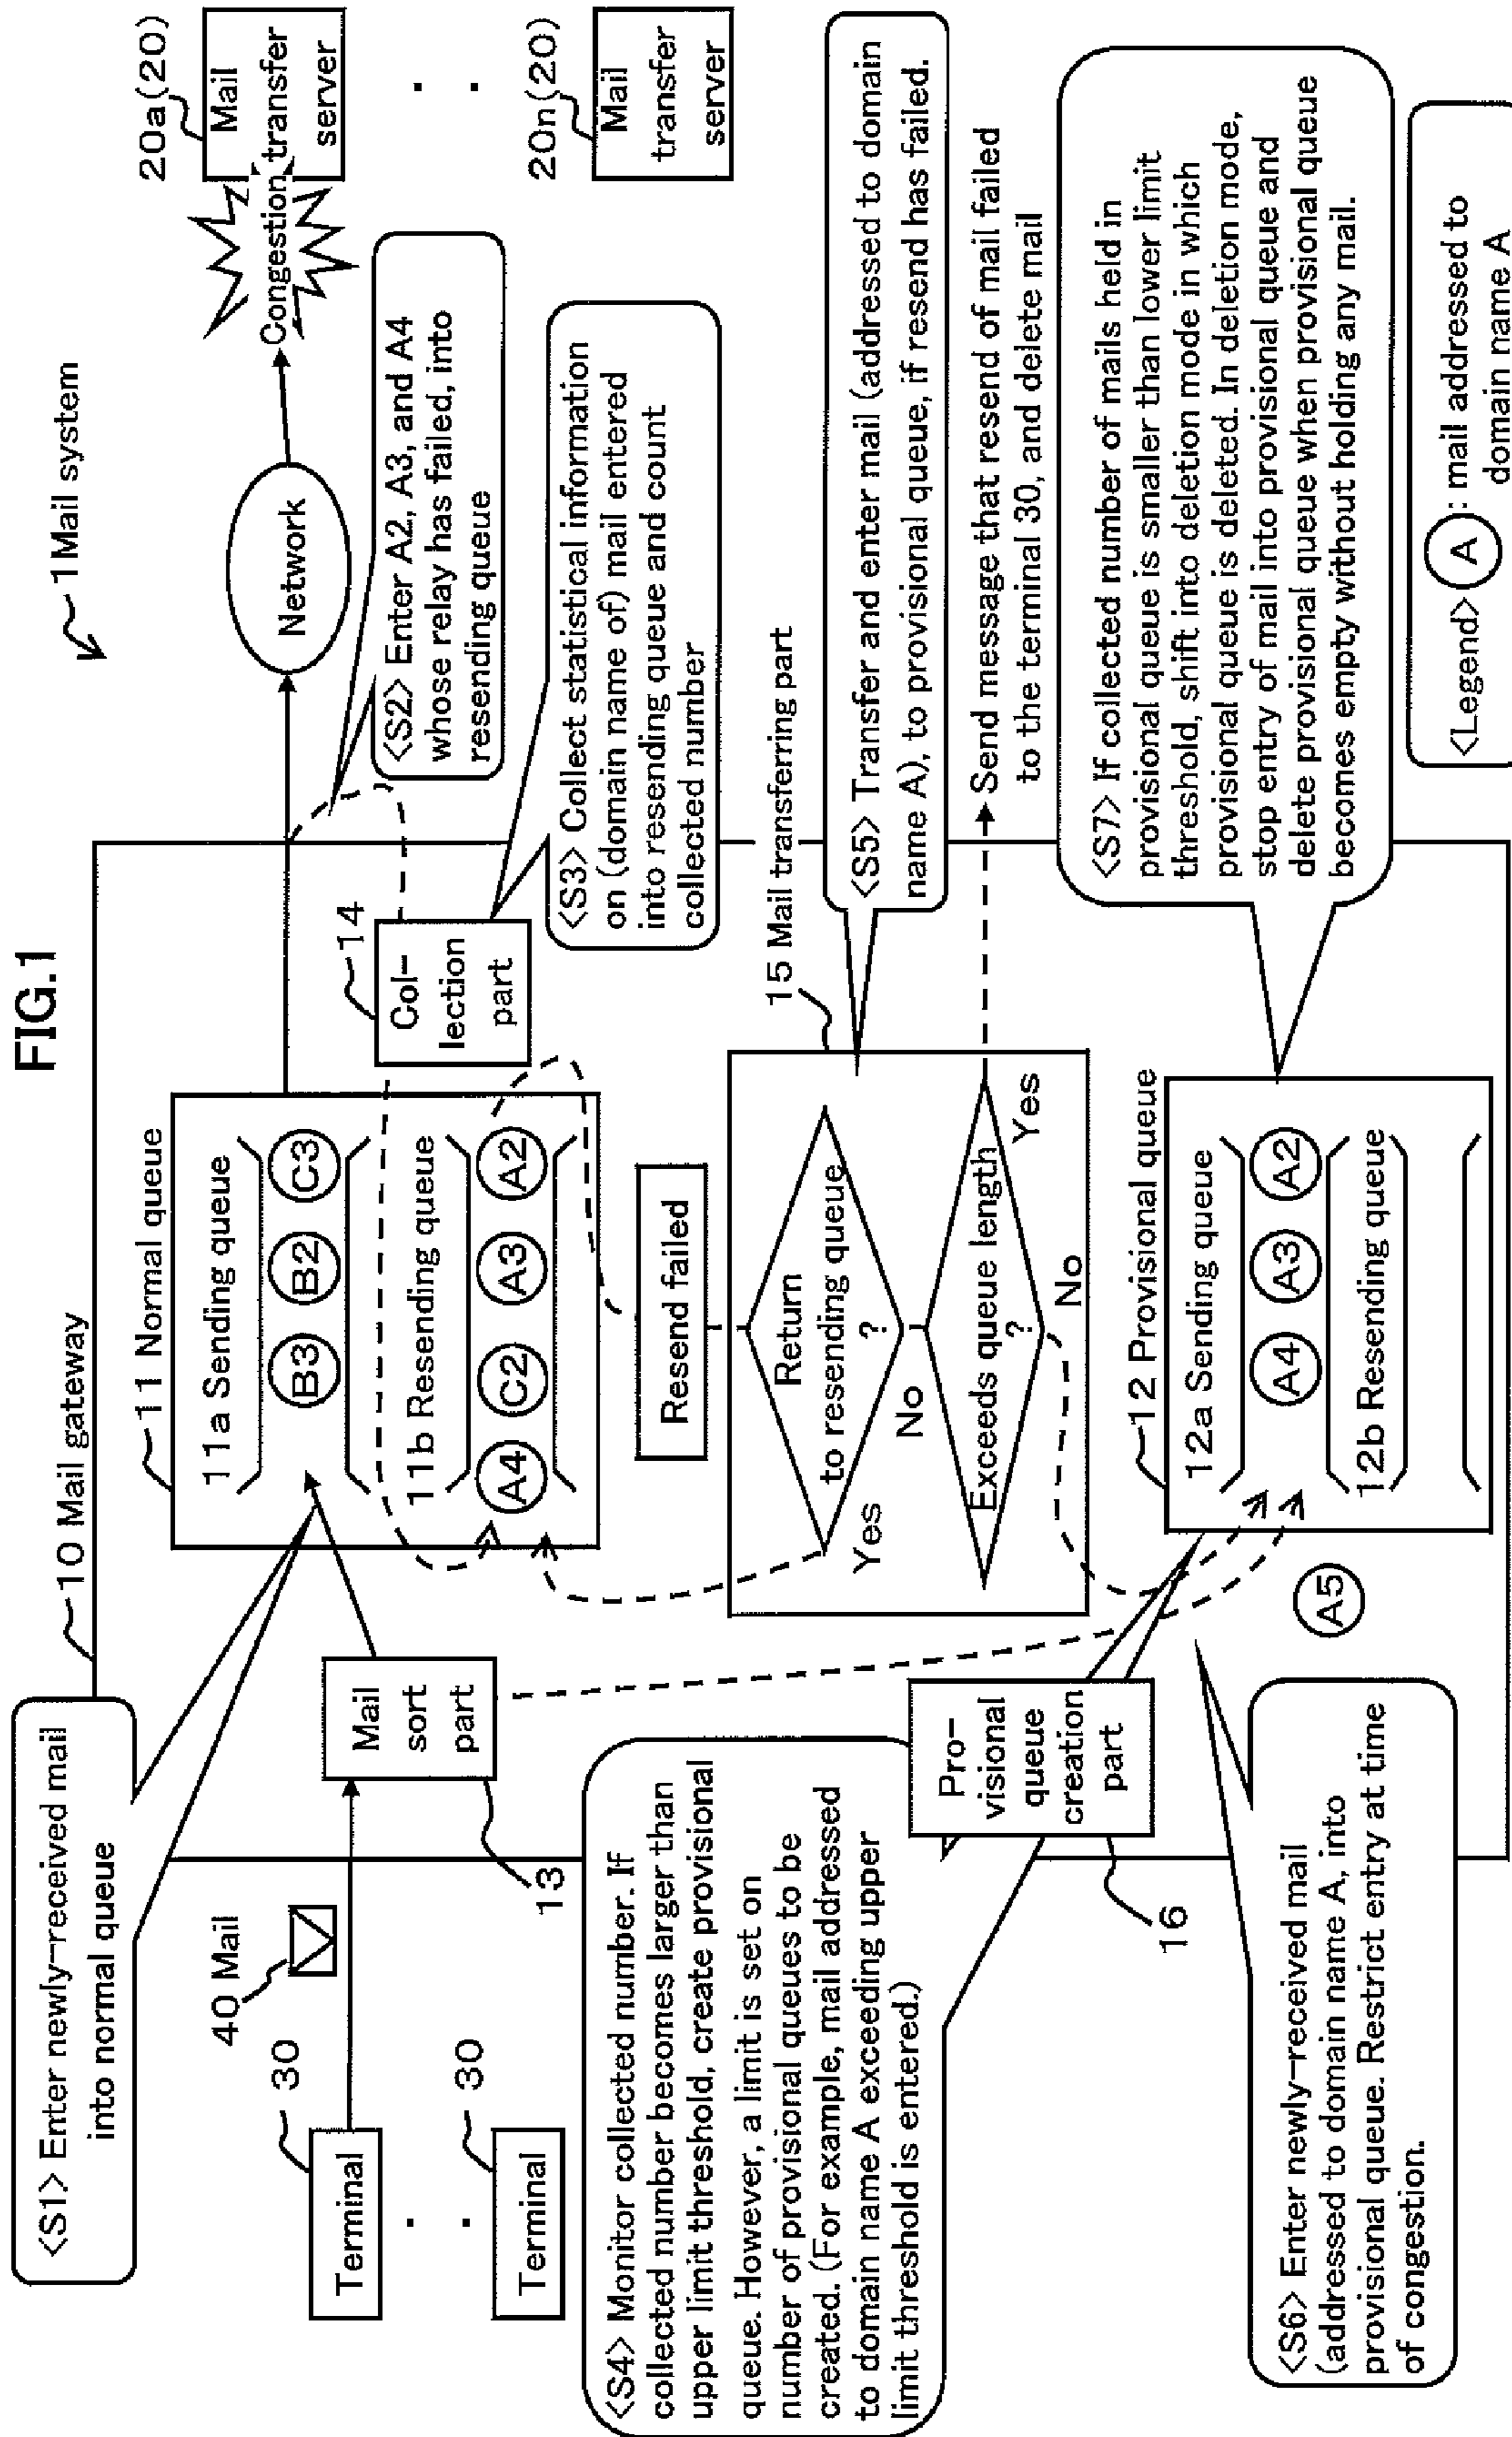 FIG.1
1Mail system
<S1> Enter newly-received mail
into normal queue
10 Mail gateway
11 Normal queue
11a Sending queue
B3
B2
C3
11b Resending queue
A4
C2
A3
A2
14
Col-
lection
part
Network
Congestion
20a(20)
Mail
transfer
server
20n(20)
Mail
transfer
server
<S2> Enter A2, A3, and A4
whose relay has failed, into
resending queue
<S3> Collect statistical information
on (domain name of) mail entered
into resending queue and count
collected number
40 Mail
30
Terminal
30
Terminal
Mail
sort
part
13
Resend failed
15 Mail transferring part
Return
to resending queue
?
Yes
No
Exceeds queue length
?
Yes
No
<S5> Transfer and enter mail (addressed to domain
name A), to provisional queue, if resend has failed.
Send message that resend of mail failed
to the terminal 30, and delete mail
<S4> Monitor collected number. If
collected number becomes larger than
upper limit threshold, create provisional
queue. However, a limit is set on
number of provisional queues to be
created. (For example, mail addressed
to domain name A exceeding upper
limit threshold is entered.)
Pro-
visional
queue
creation
part
16
12 Provisional queue
12a Sending queue
A4
A3
A2
12b Resending queue
A5
<S7> If collected number of mails held in
provisional queue is smaller than lower limit
threshold, shift into deletion mode in which
provisional queue is deleted. In deletion mode,
stop entry of mail into provisional queue and
delete provisional queue when provisional queue
becomes empty without holding any mail.
<S6> Enter newly-received mail
(addressed to domain name A, into
provisional queue. Restrict entry at time
of congestion.
<Legend> A : mail addressed to
domain name A